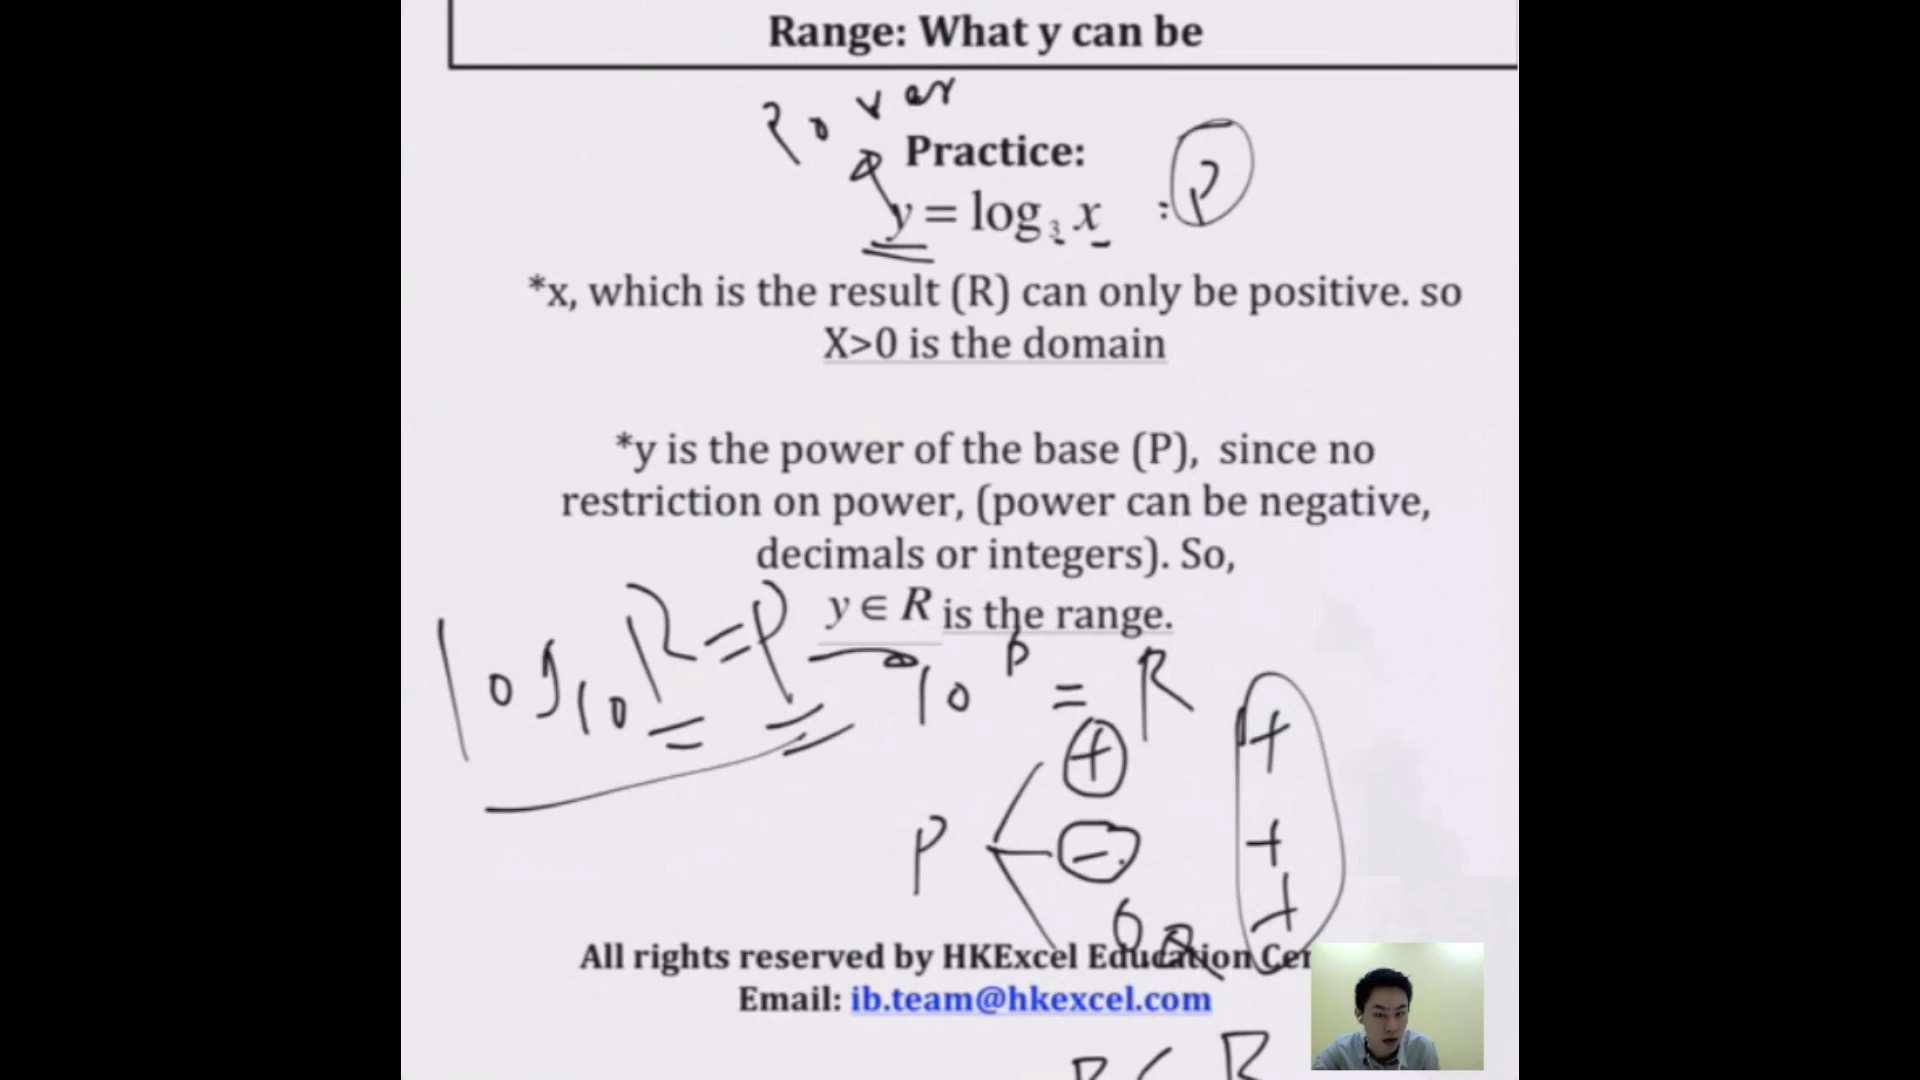 Range: What y can be
Power
Practice:
y = log₃ x : P
*x, which is the result (R) can only be positive. so
X>0 is the domain
*y is the power of the base (P), since no
restriction on power, (power can be negative,
decimals or integers). So,
y ∈ R is the range.
log₁₀ R = P → 10ᵖ = R
+ +
P − +
0 +
All rights reserved by HKExcel Education Cen
Email: ib.team@hkexcel.com